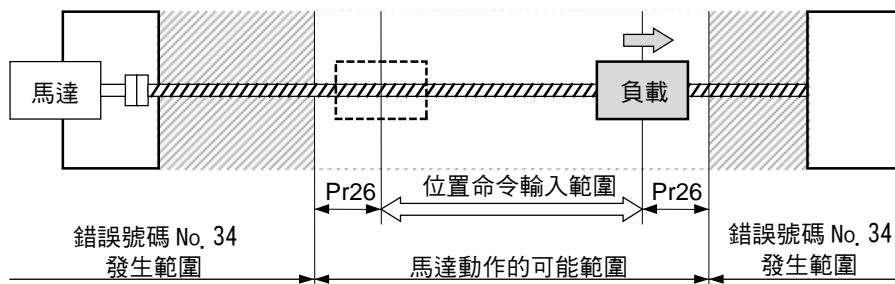 馬達
負載
Pr26
位置命令輸入範圍
Pr26
錯誤號碼 No. 34
發生範圍
馬達動作的可能範圍
錯誤號碼 No. 34
發生範圍